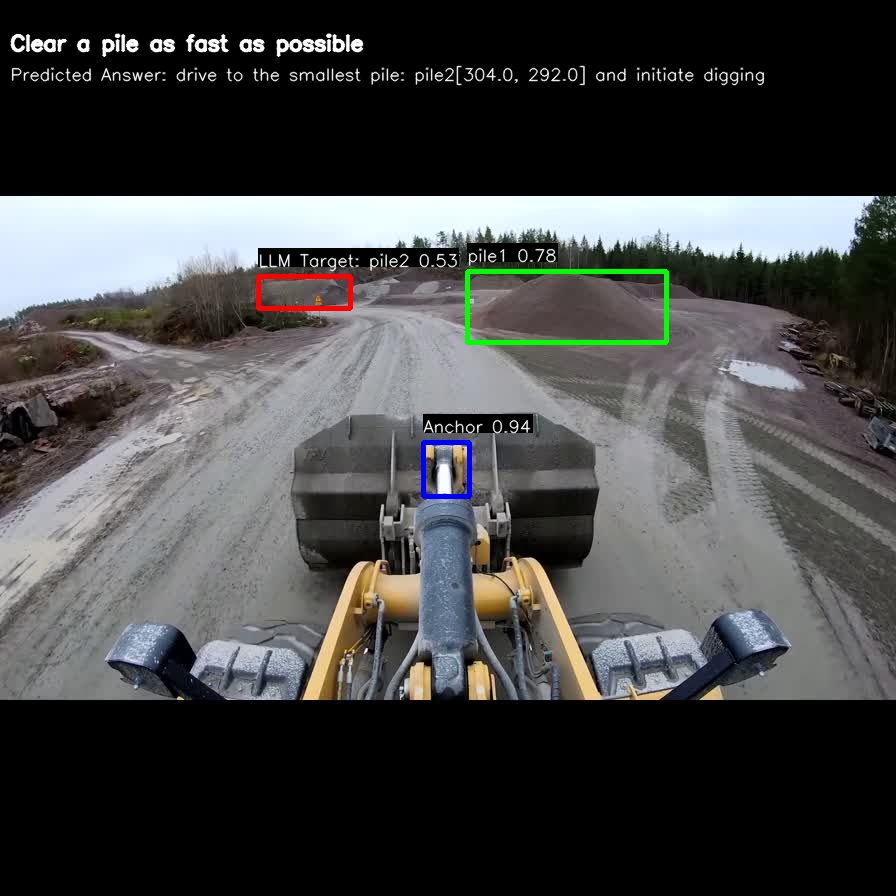 Clear a pile as fast as possible
Predicted Answer: drive to the smallest pile: pile2[304.0, 292.0] and initiate digging
LLM Target: pile2 0.53
pile1 0.78
Anchor 0.94